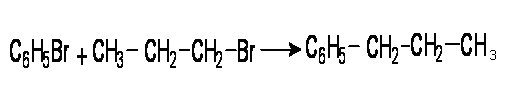 C₆H₅Br + CH₃ – CH₂ – CH₂ – Br ⟶ C₆H₅ – CH₂ – CH₂ – CH₃